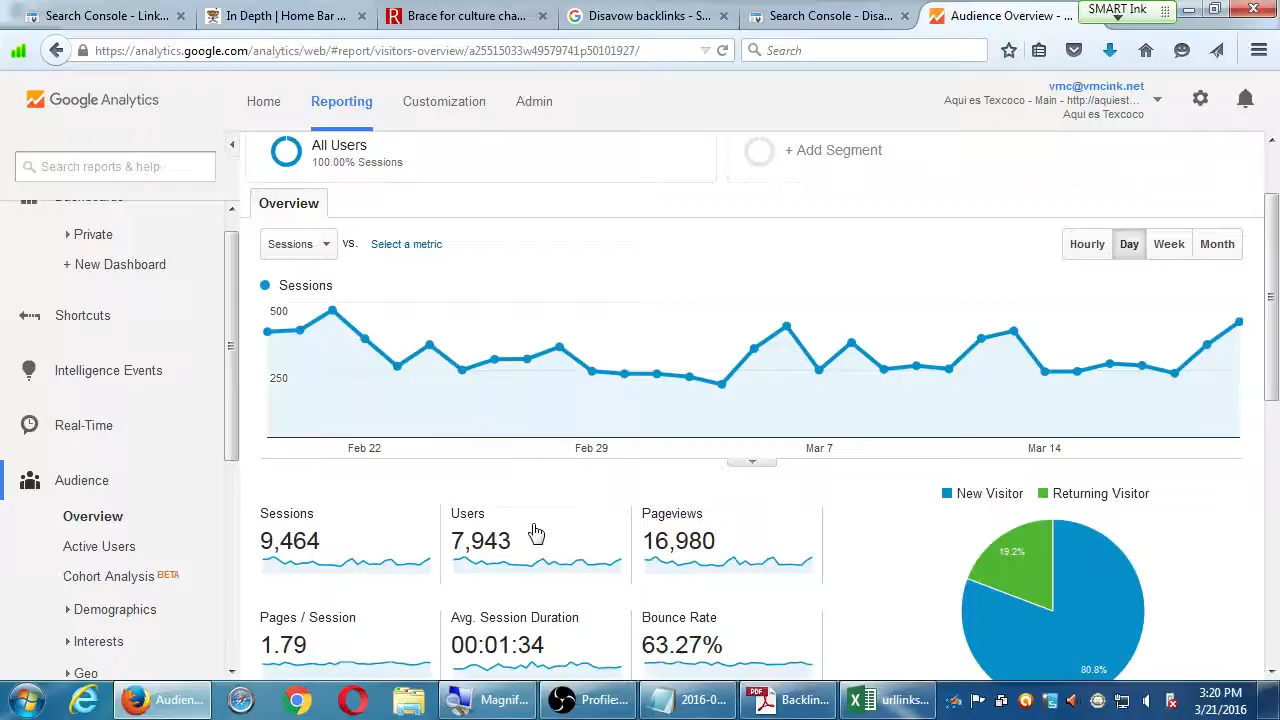 Search Console - Link...
In Depth | Home Bar ...
Brace for culture cha...
Disavow backlinks - S...
Search Console - Disa...
Audience Overview - ...
SMART Ink
https://analytics.google.com/analytics/web/#report/visitors-overview/a25515033w49579741p50101927/
Search
Google Analytics
Home
Reporting
Customization
Admin
vmc@vmcink.net
Aqui es Texcoco - Main - http://aquiest...
Aqui es Texcoco
Search reports & help
Dashboards
Private
+ New Dashboard
Shortcuts
Intelligence Events
Real-Time
Audience
Overview
Active Users
Cohort Analysis BETA
Demographics
Interests
Geo
All Users
100.00% Sessions
+ Add Segment
Overview
Sessions
VS.
Select a metric
Hourly
Day
Week
Month
Sessions
500
250
Feb 22
Feb 29
Mar 7
Mar 14
Sessions
9,464
Users
7,943
Pageviews
16,980
Pages / Session
1.79
Avg. Session Duration
00:01:34
Bounce Rate
63.27%
New Visitor
Returning Visitor
19.2%
80.8%
Audien...
Magnif...
Profile:...
2016-0...
PDF
Backlin...
urllinks...
3:20 PM
3/21/2016